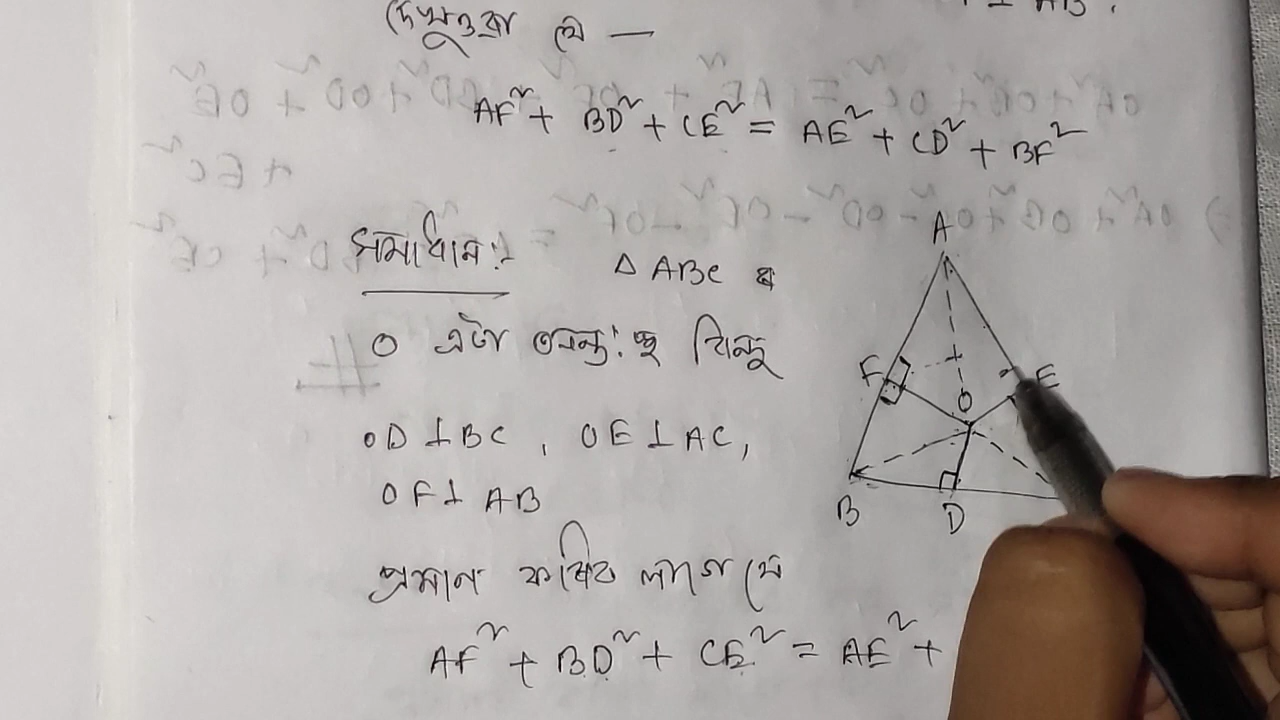 দেখুওৱা যে —
AF² + BD² + CE² = AE² + CD² + BF²
সমাধান :
△ ABC ৰ
O এটা অন্তঃস্থ বিন্দু
OD ⊥ BC , OE ⊥ AC,
OF ⊥ AB
প্ৰমাণ কৰিব লাগে যে
AF² + BD² + CE² = AE² +
A
F
E
O
B
D